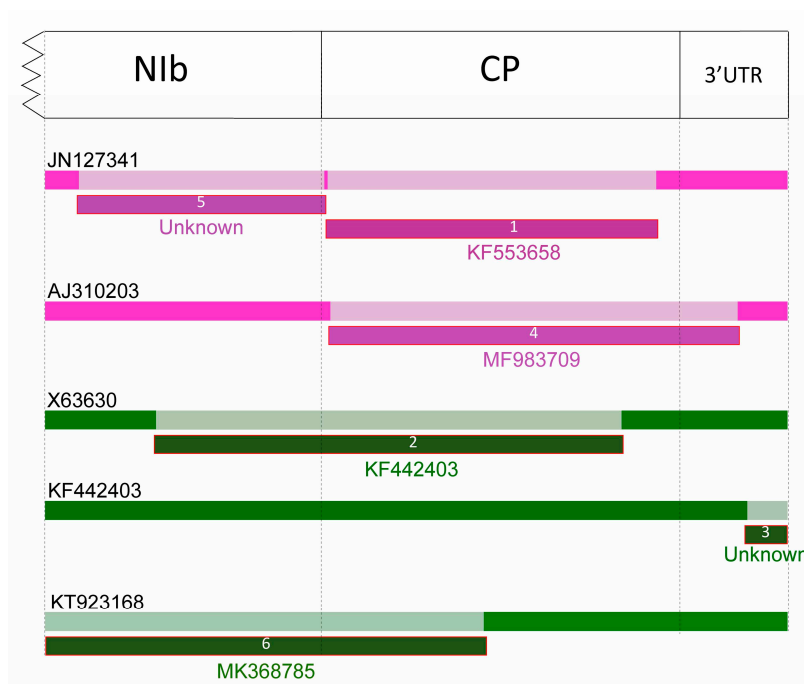 NIb CP 3’UTR
JN127341
5
Unknown
1
KF553658
AJ310203
4
MF983709
X63630
2
KF442403
KF442403
3
Unknown
KT923168
6
MK368785